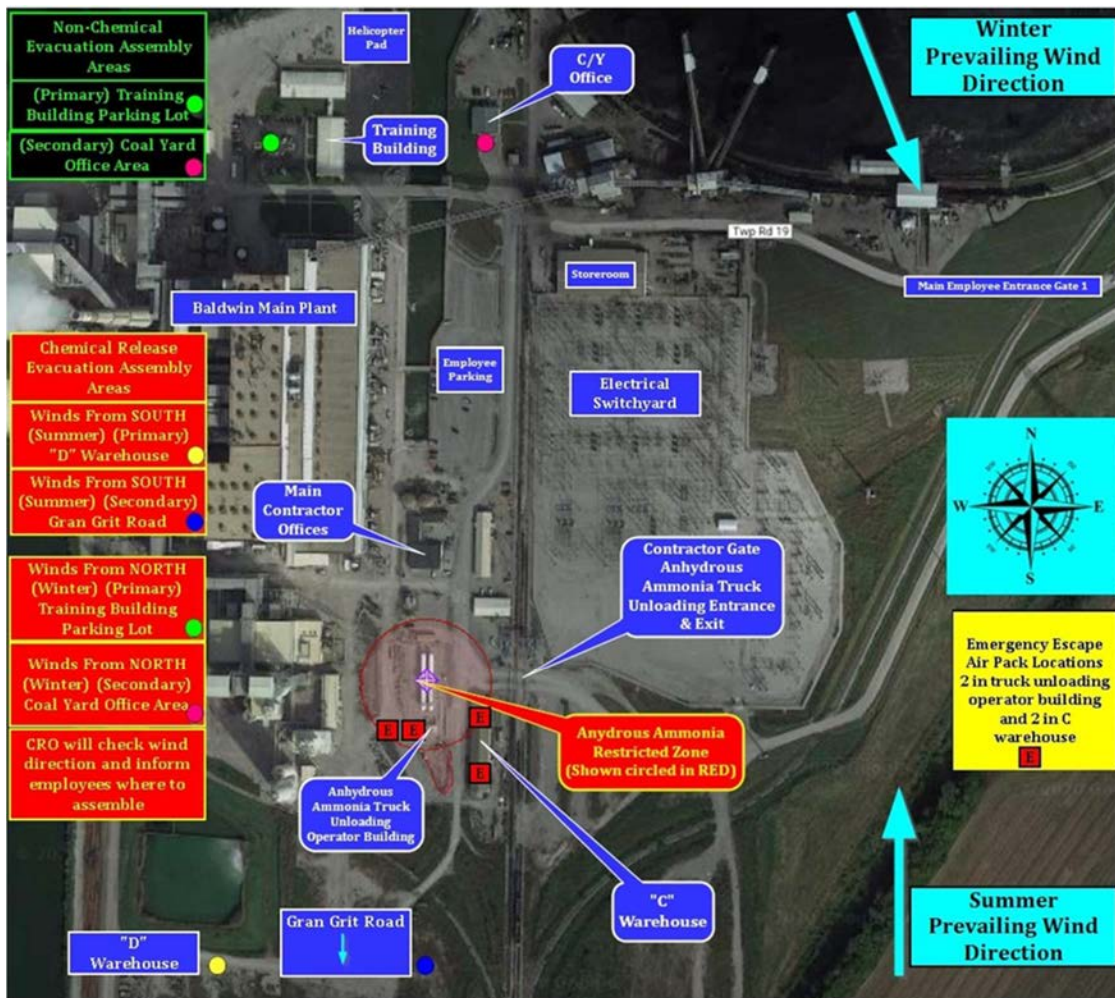 Non-Chemical
Evacuation Assembly
Areas
(Primary) Training
Building Parking Lot
(Secondary) Coal Yard
Office Area
Helicopter
Pad
C/Y
Office
Training
Building
Winter
Prevailing Wind
Direction
Twp Rd 19
Storeroom
Main Employee Entrance Gate 1
Baldwin Main Plant
Employee
Parking
Electrical
Switchyard
Chemical Release
Evacuation Assembly
Areas
Winds From SOUTH
(Summer) (Primary)
"D" Warehouse
Winds From SOUTH
(Summer) (Secondary)
Gran Grit Road
Winds From NORTH
(Winter) (Primary)
Training Building
Parking Lot
Winds From NORTH
(Winter) (Secondary)
Coal Yard Office Area
CRO will check wind
direction and inform
employees where to
assemble
Main
Contractor
Offices
Contractor Gate
Anhydrous
Ammonia Truck
Unloading Entrance
& Exit
N
W
E
S
Emergency Escape
Air Pack Locations
2 in truck unloading
operator building
and 2 in C
warehouse
E
E
E
E
E
Anydrous Ammonia
Restricted Zone
(Shown circled in RED)
Anhydrous
Ammonia Truck
Unloading
Operator Building
"C"
Warehouse
Gran Grit Road
"D"
Warehouse
Summer
Prevailing Wind
Direction